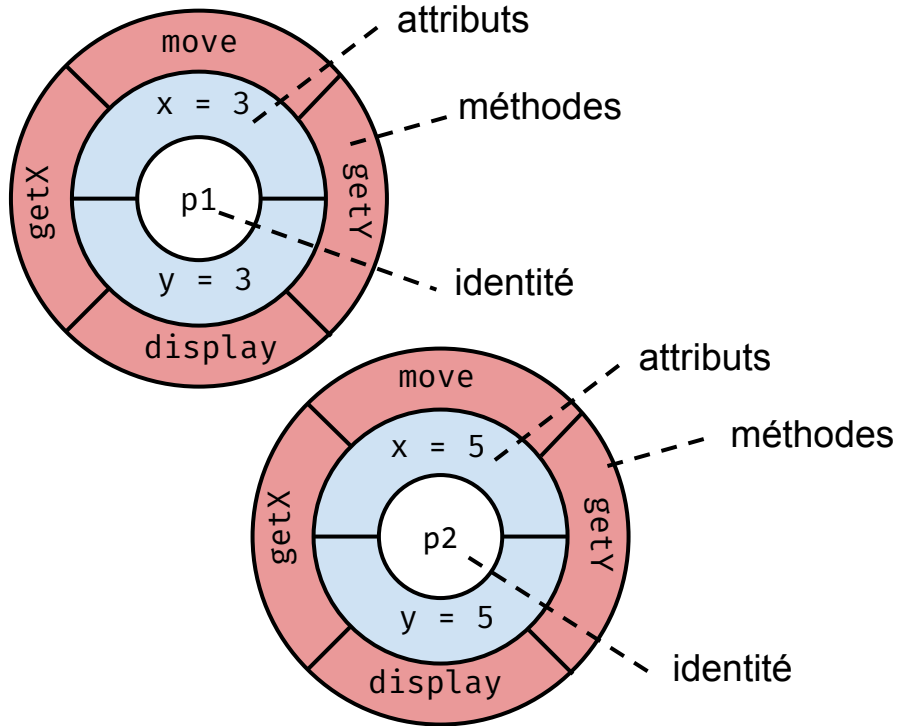 move
attributs
x = 3
méthodes
getX
p1
getY
y = 3
identité
display
move
attributs
x = 5
méthodes
getX
p2
getY
y = 5
identité
display